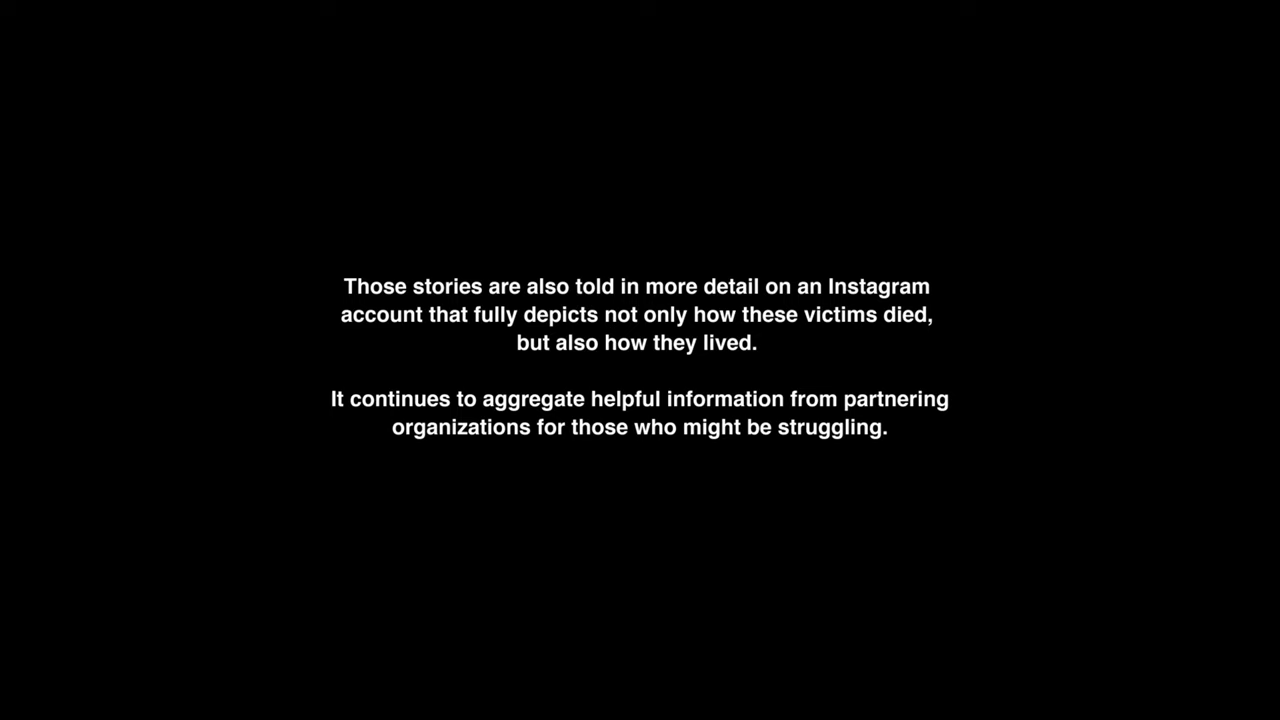 Those stories are also told in more detail on an Instagram
account that fully depicts not only how these victims died,
but also how they lived.
It continues to aggregate helpful information from partnering
organizations for those who might be struggling.